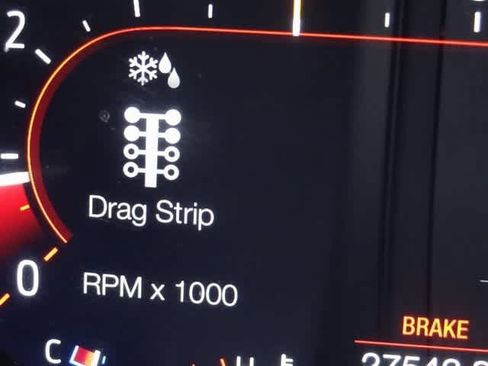 2
Drag Strip
0
RPM x 1000
BRAKE
C